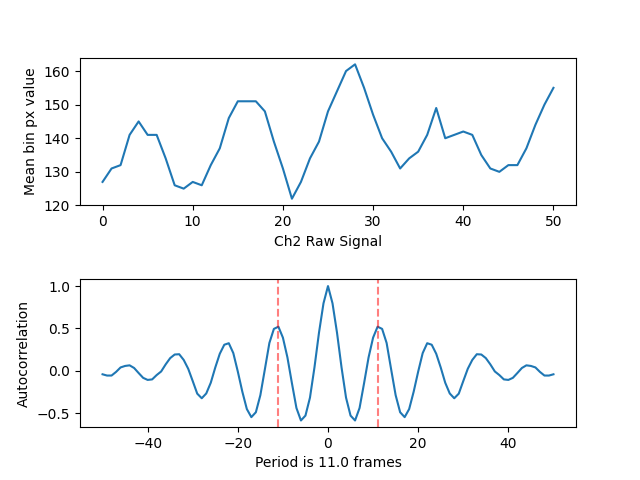 160
150
140
130
120
Mean bin px value
0 10 20 30 40 50
Ch2 Raw Signal
1.0
0.5
0.0
−0.5
Autocorrelation
−40 −20 0 20 40
Period is 11.0 frames